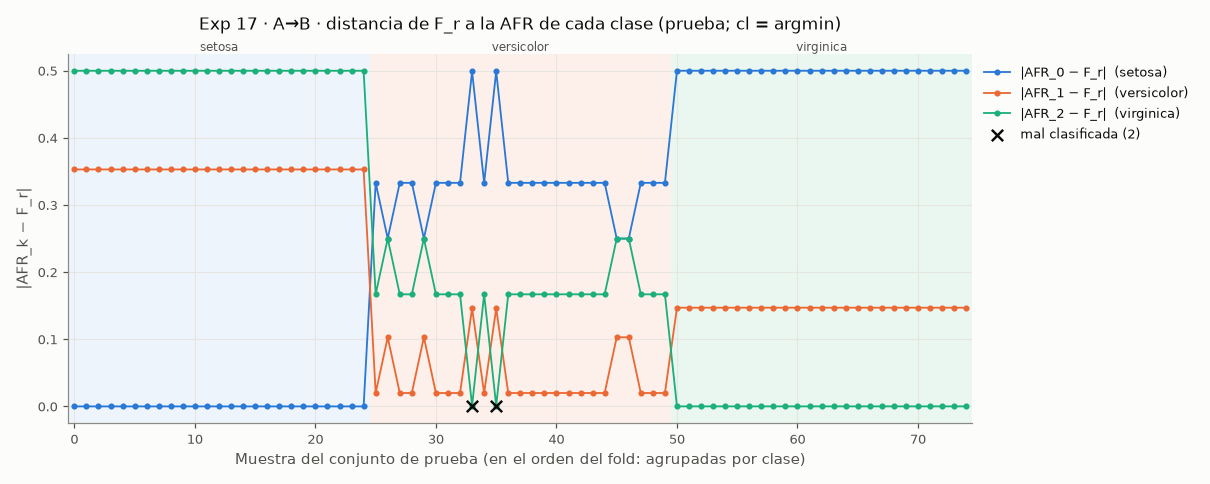 Exp 17 · A→B · distancia de F_r a la AFR de cada clase (prueba; cl = argmin)
setosa
versicolor
virginica
|AFR_0 − F_r| (setosa)
|AFR_1 − F_r| (versicolor)
|AFR_2 − F_r| (virginica)
mal clasificada (2)
|AFR_k − F_r|
0.5
0.4
0.3
0.2
0.1
0.0
0 10 20 30 40 50 60 70
Muestra del conjunto de prueba (en el orden del fold: agrupadas por clase)